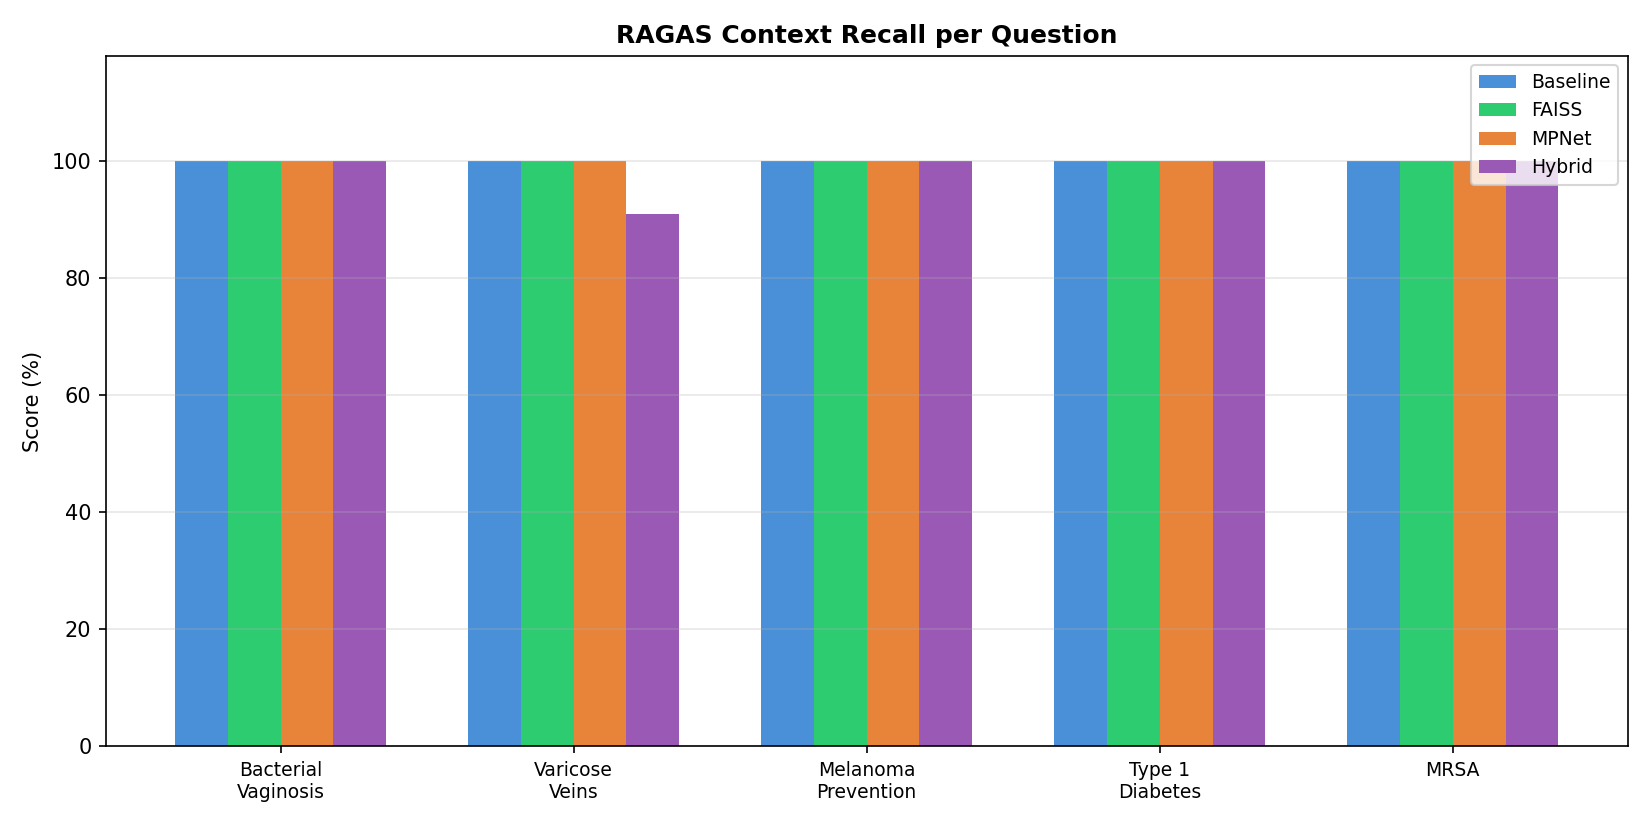 RAGAS Context Recall per Question
Baseline
FAISS
MPNet
Hybrid
Score (%)
100
80
60
40
20
0
Bacterial
Vaginosis
Varicose
Veins
Melanoma
Prevention
Type 1
Diabetes
MRSA